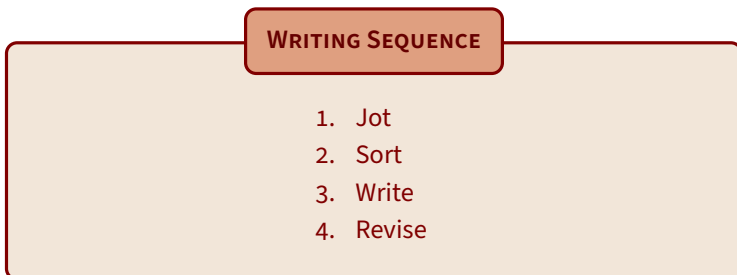 Writing Sequence
1. Jot
2. Sort
3. Write
4. Revise